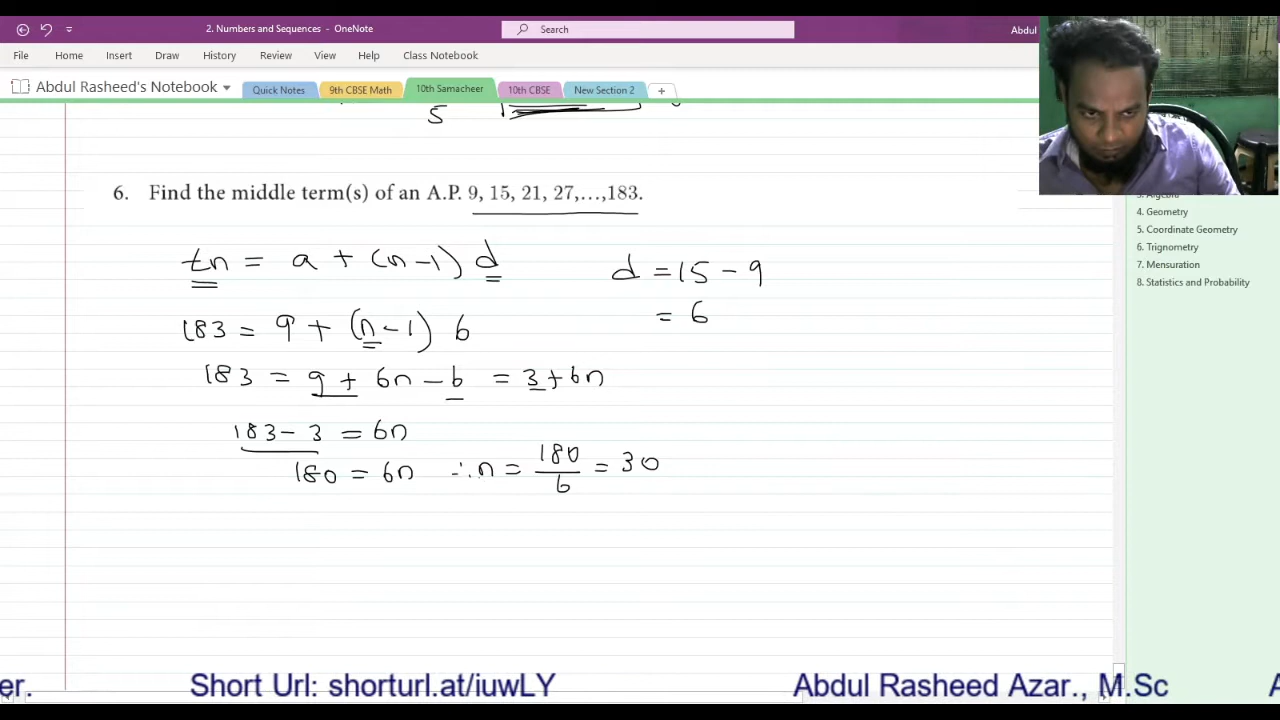 2. Numbers and Sequences - OneNote
Search
Abdul
File Home Insert Draw History Review View Help Class Notebook
Abdul Rasheed's Notebook
Quick Notes
9th CBSE Math
10th Samacheer
10th CBSE
New Section 2
5
6. Find the middle term(s) of an A.P. 9, 15, 21, 27,…,183.
tn = a + (n-1) d
d = 15 - 9
= 6
183 = 9 + (n-1) 6
183 = 9 + 6n - 6 = 3 + 6n
183 - 3 = 6n
180 = 6n ∴ n = 180/6 = 30
4. Geometry
5. Coordinate Geometry
6. Trignometry
7. Mensuration
8. Statistics and Probability
er. Short Url: shorturl.at/iuwLY Abdul Rasheed Azar., M.Sc A